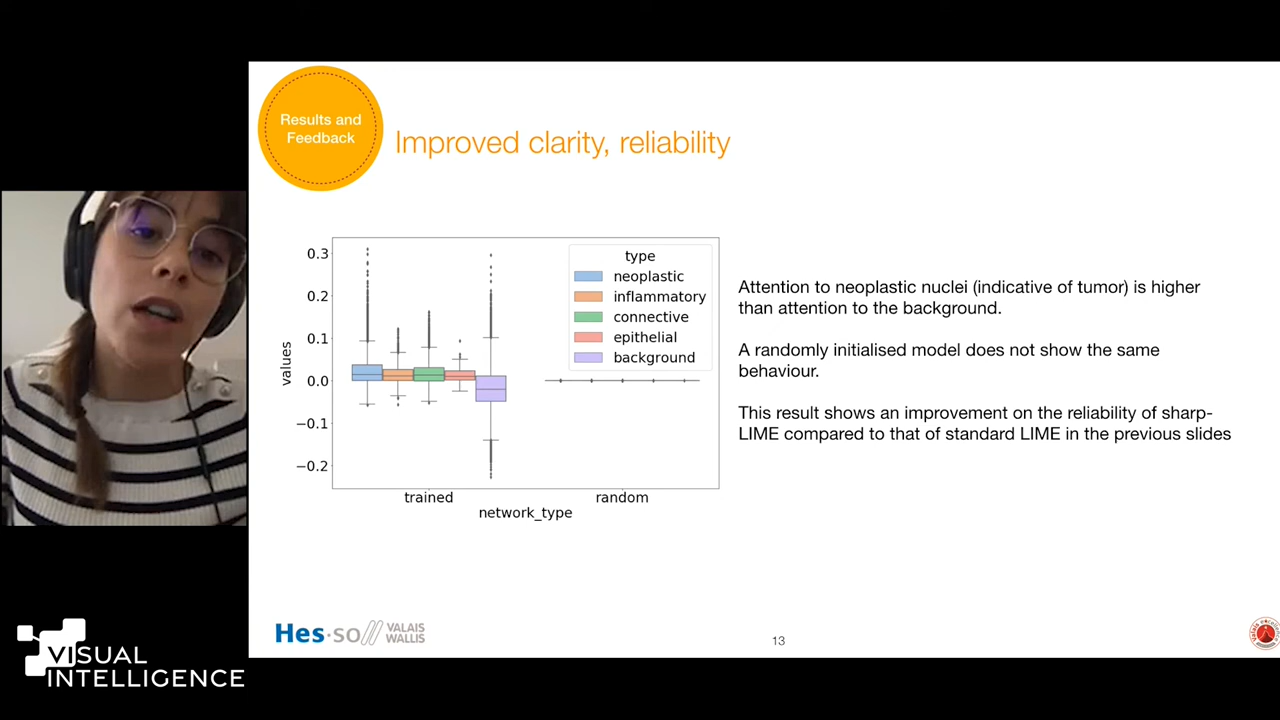 Results and
Feedback
Improved clarity, reliability
0.3
0.2
0.1
0.0
−0.1
−0.2
values
type
neoplastic
inflammatory
connective
epithelial
background
trained
random
network_type
Attention to neoplastic nuclei (indicative of tumor) is higher
than attention to the background.
A randomly initialised model does not show the same
behaviour.
This result shows an improvement on the reliability of sharp-
LIME compared to that of standard LIME in the previous slides
Hes·so// VALAIS
WALLIS
13
VISUAL
INTELLIGENCE